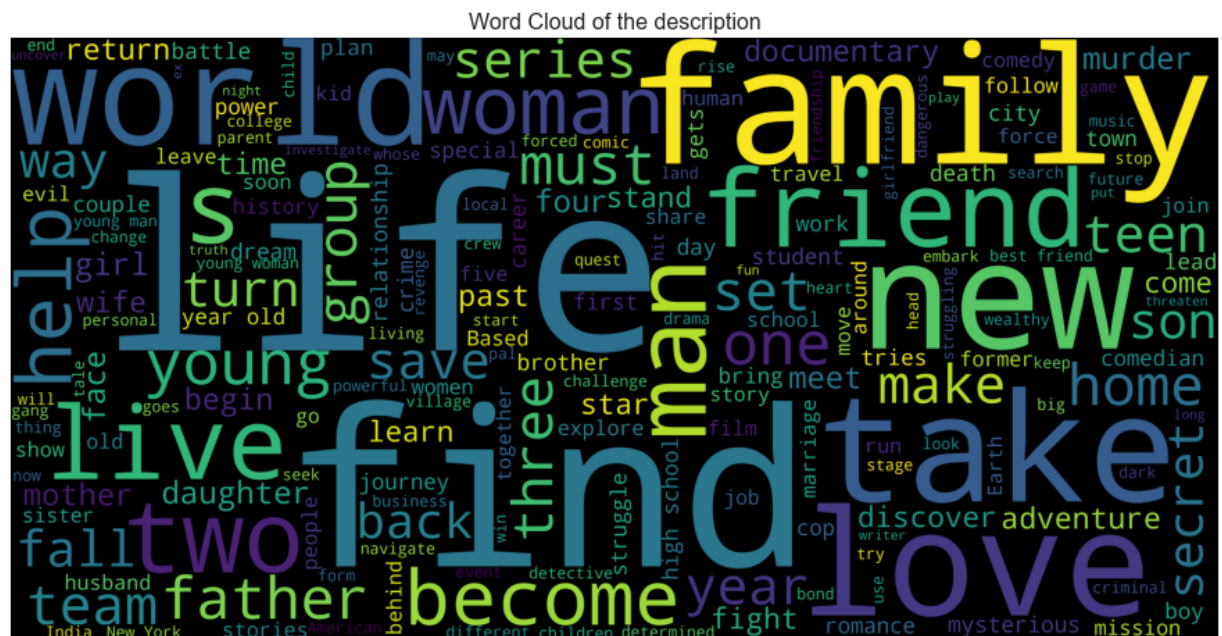 Word Cloud of the description
end return battle plan may series documentary comedy murder
uncover ex child night kid woman rise human family follow game
world power college parent special forced comic gets friendship play dangerous city music
way leave time investigate whose must land travel girlfriend force town stop
evil soon s group relationship four stand friend death search future put
couple history local career share work teen join
young man change truth dream young woman life crew hit day student embark best friend lead
help girl crime revenge five quest man fun heart new come
wife turn past first set around head struggling wealthy threaten
personal year old living start Based drama school move son
young save pal brother one tries former keep comedian
tale face powerful women challenge bring meet make home
will gang goes begin village star story big
thing live go learn three together explore film marriage run look take long
show old find stage Earth dark secret
now seek journey high school job
mother daughter people business back win struggle cop discover adventure
sister two navigate writer try
fall husband form event detective year bond use love criminal
team father behind become fight romance mysterious boy
India New York stories American different children determined mission